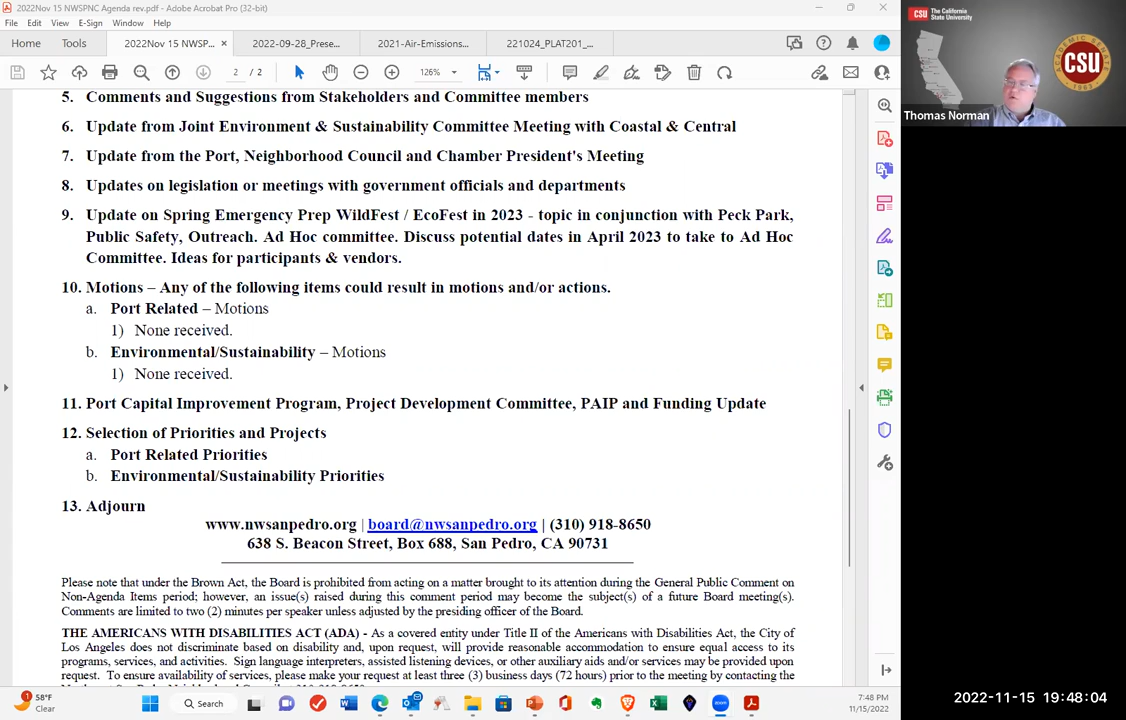 2022Nov 15 NWSPNC Agenda rev.pdf - Adobe Acrobat Pro (32-bit)
File Edit View E-Sign Window Help
Home Tools 2022Nov 15 NWSP... × 2022-09-28_Prese... 2021-Air-Emissions... 221024_PLAT201_...
2 / 2 126%
5. Comments and Suggestions from Stakeholders and Committee members
6. Update from Joint Environment & Sustainability Committee Meeting with Coastal & Central
7. Update from the Port, Neighborhood Council and Chamber President's Meeting
8. Updates on legislation or meetings with government officials and departments
9. Update on Spring Emergency Prep WildFest / EcoFest in 2023 - topic in conjunction with Peck Park,
Public Safety, Outreach. Ad Hoc committee. Discuss potential dates in April 2023 to take to Ad Hoc
Committee. Ideas for participants & vendors.
10. Motions – Any of the following items could result in motions and/or actions.
a. Port Related – Motions
1) None received.
b. Environmental/Sustainability – Motions
1) None received.
11. Port Capital Improvement Program, Project Development Committee, PAIP and Funding Update
12. Selection of Priorities and Projects
a. Port Related Priorities
b. Environmental/Sustainability Priorities
13. Adjourn
www.nwsanpedro.org | board@nwsanpedro.org | (310) 918-8650
638 S. Beacon Street, Box 688, San Pedro, CA 90731
Please note that under the Brown Act, the Board is prohibited from acting on a matter brought to its attention during the General Public Comment on
Non-Agenda Items period; however, an issue(s) raised during this comment period may become the subject(s) of a future Board meeting(s).
Comments are limited to two (2) minutes per speaker unless adjusted by the presiding officer of the Board.
THE AMERICANS WITH DISABILITIES ACT (ADA) - As a covered entity under Title II of the Americans with Disabilities Act, the City of
Los Angeles does not discriminate based on disability and, upon request, will provide reasonable accommodation to ensure equal access to its
programs, services, and activities. Sign language interpreters, assisted listening devices, or other auxiliary aids and/or services may be provided upon
request. To ensure availability of services, please make your request at least three (3) business days (72 hours) prior to the meeting by contacting the
58°F
Clear
Search
7:48 PM
11/15/2022
CSU The California
State University
ACADEMIC SENATE
CSU
1963
Thomas Norman
2022-11-15 19:48:04